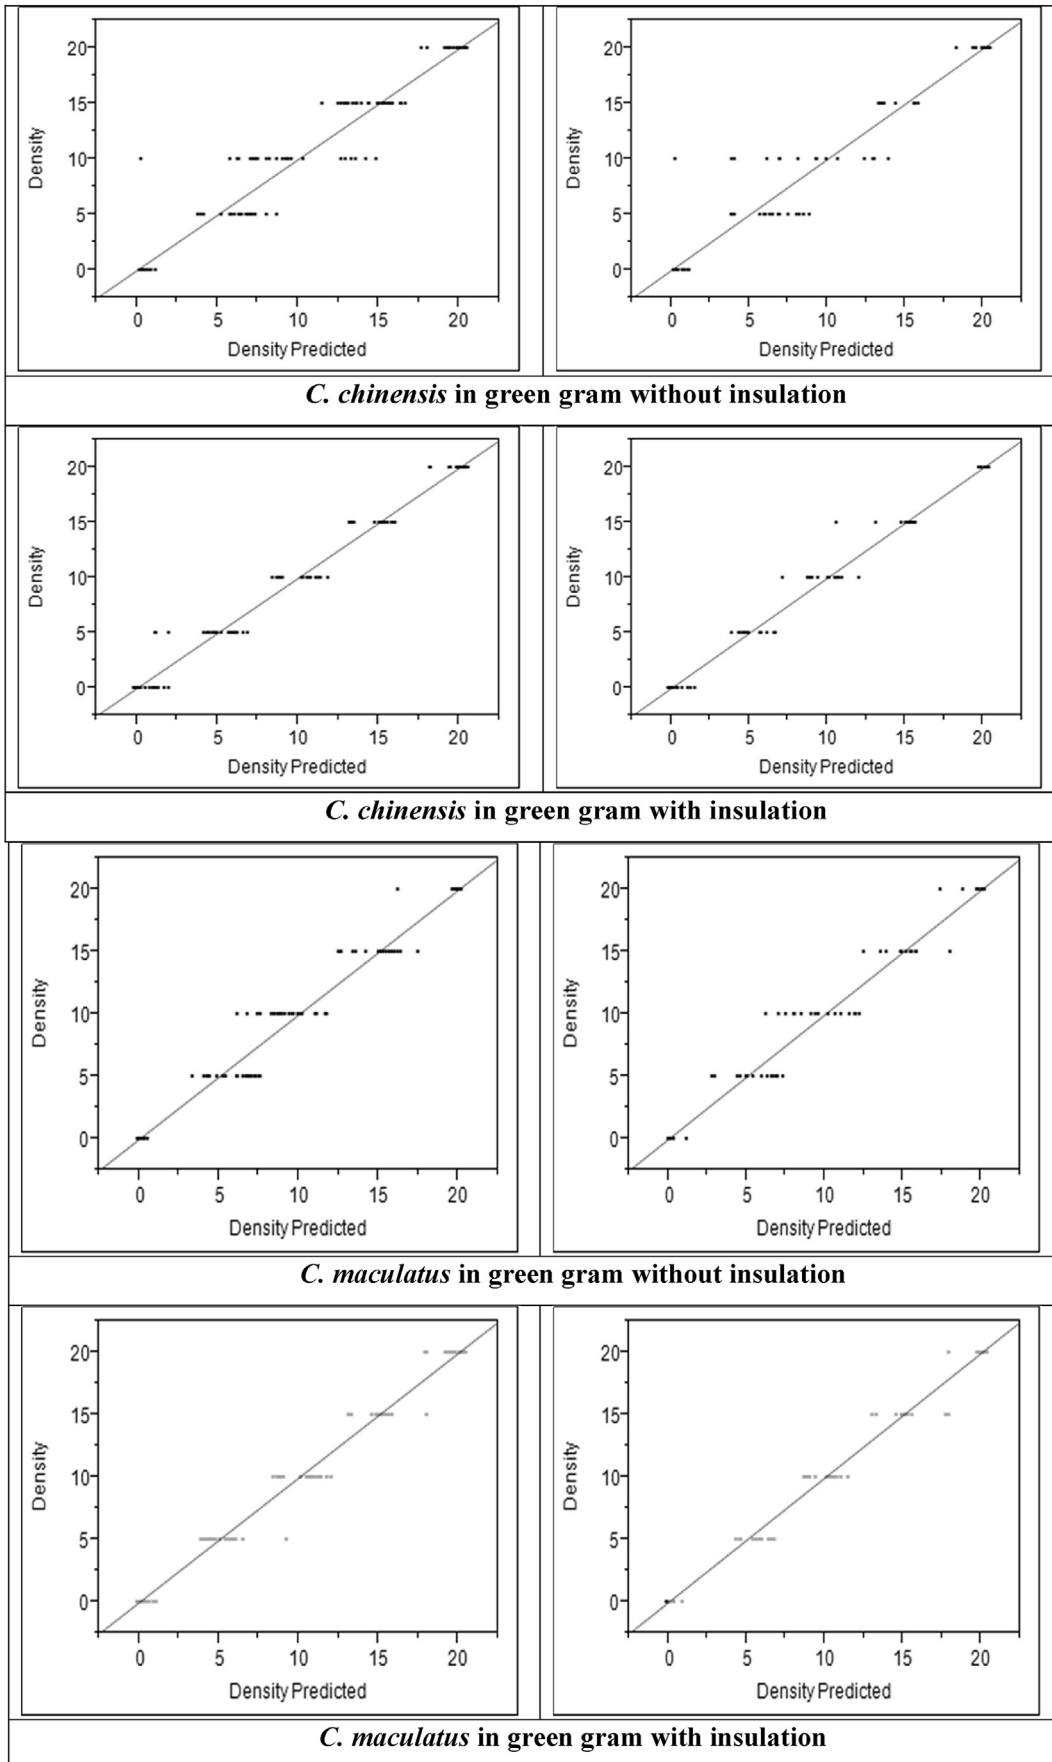 20
15
10
5
0
Density
0 5 10 15 20
Density Predicted
20
15
10
5
0
Density
0 5 10 15 20
Density Predicted
C. chinensis in green gram without insulation
20
15
10
5
0
Density
0 5 10 15 20
Density Predicted
20
15
10
5
0
Density
0 5 10 15 20
Density Predicted
C. chinensis in green gram with insulation
20
15
10
5
0
Density
0 5 10 15 20
Density Predicted
20
15
10
5
0
Density
0 5 10 15 20
Density Predicted
C. maculatus in green gram without insulation
20
15
10
5
0
Density
0 5 10 15 20
Density Predicted
20
15
10
5
0
Density
0 5 10 15 20
Density Predicted
C. maculatus in green gram with insulation